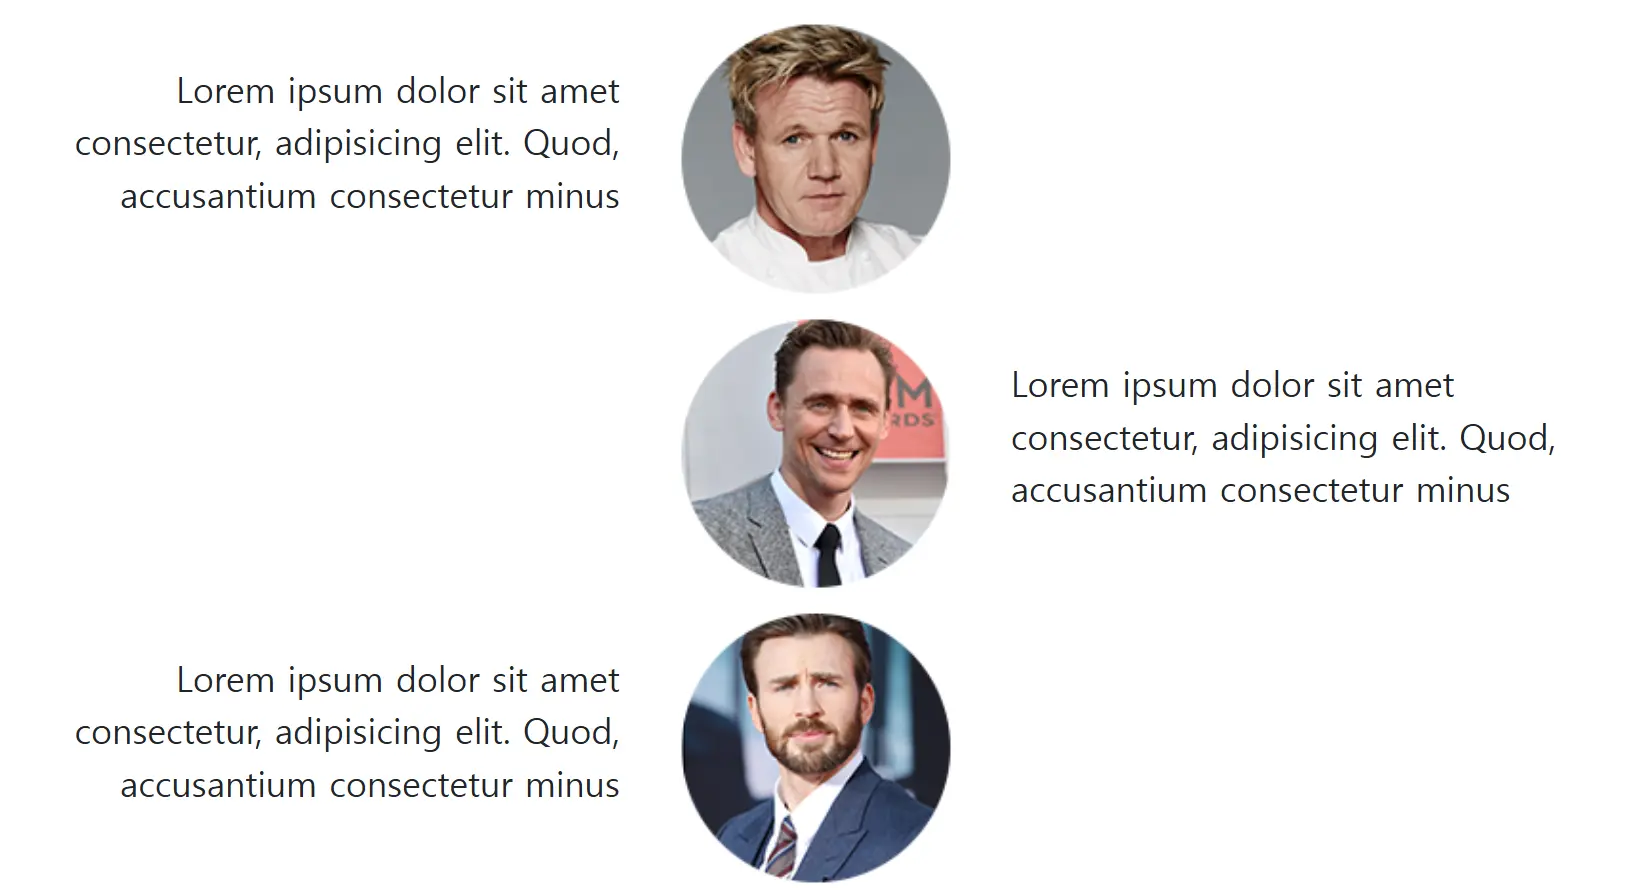 Lorem ipsum dolor sit amet
consectetur, adipisicing elit. Quod,
accusantium consectetur minus
M
RDS
Lorem ipsum dolor sit amet
consectetur, adipisicing elit. Quod,
accusantium consectetur minus
Lorem ipsum dolor sit amet
consectetur, adipisicing elit. Quod,
accusantium consectetur minus